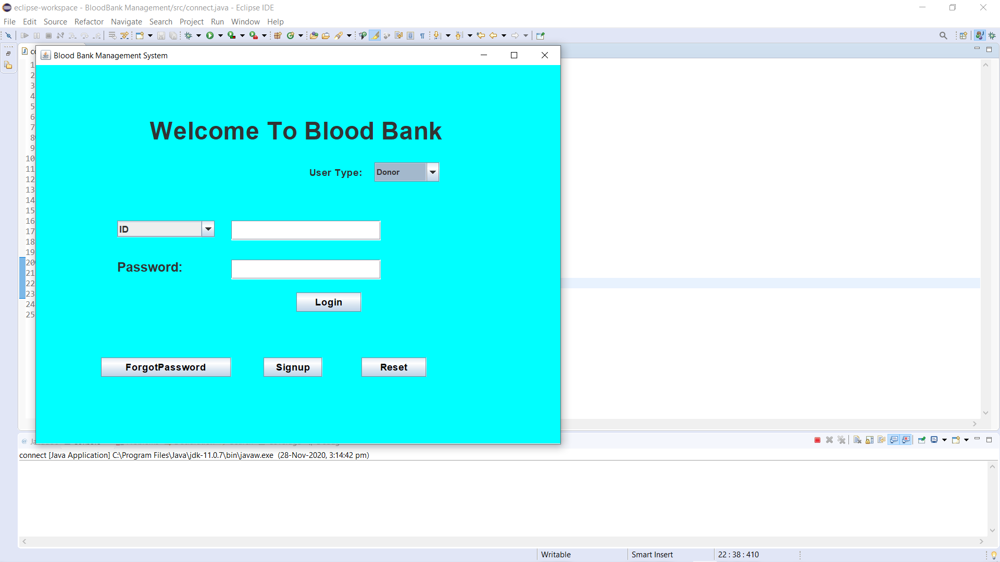 eclipse-workspace - BloodBank Management/src/connect.java - Eclipse IDE
File Edit Source Refactor Navigate Search Project Run Window Help
Blood Bank Management System
1
2
3
4
5
6
7
8
9
10
11
12
13
14
15
16
17
18
19
20
21
22
23
24
25
Welcome To Blood Bank
User Type: Donor
ID
Password:
Login
ForgotPassword Signup Reset
connect [Java Application] C:\Program Files\Java\jdk-11.0.7\bin\javaw.exe (28-Nov-2020, 3:14:42 pm)
Writable Smart Insert 22 : 38 : 410